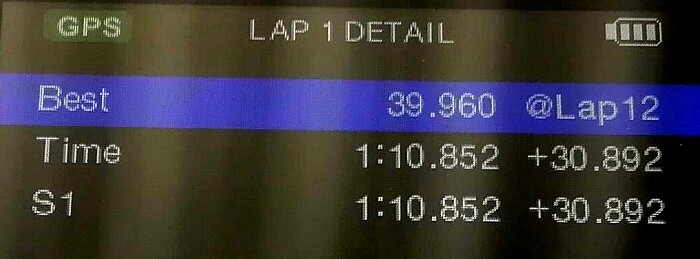 GPS LAP 1 DETAIL
Best 39.960 @Lap12
Time 1:10.852 +30.892
S1 1:10.852 +30.892